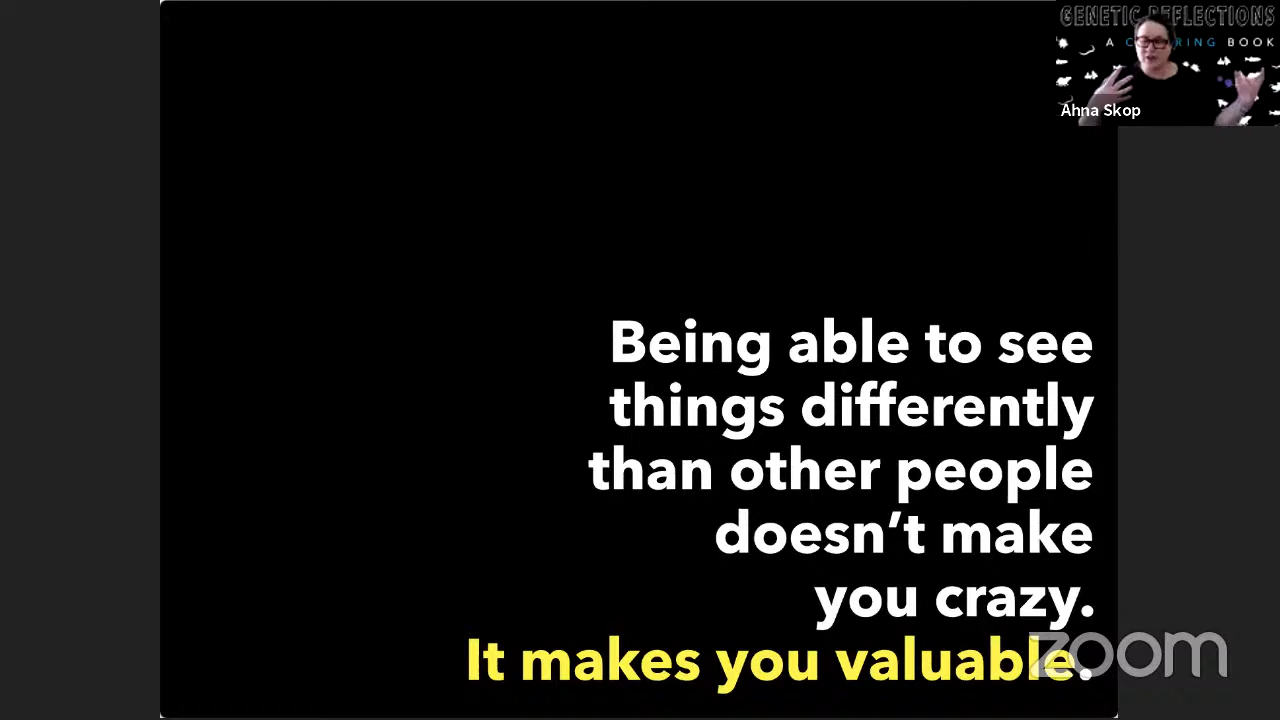 GENETIC REFLECTIONS
A COLORING BOOK
Ahna Skop
Being able to see
things differently
than other people
doesn’t make
you crazy.
It makes you valuable.
zoom